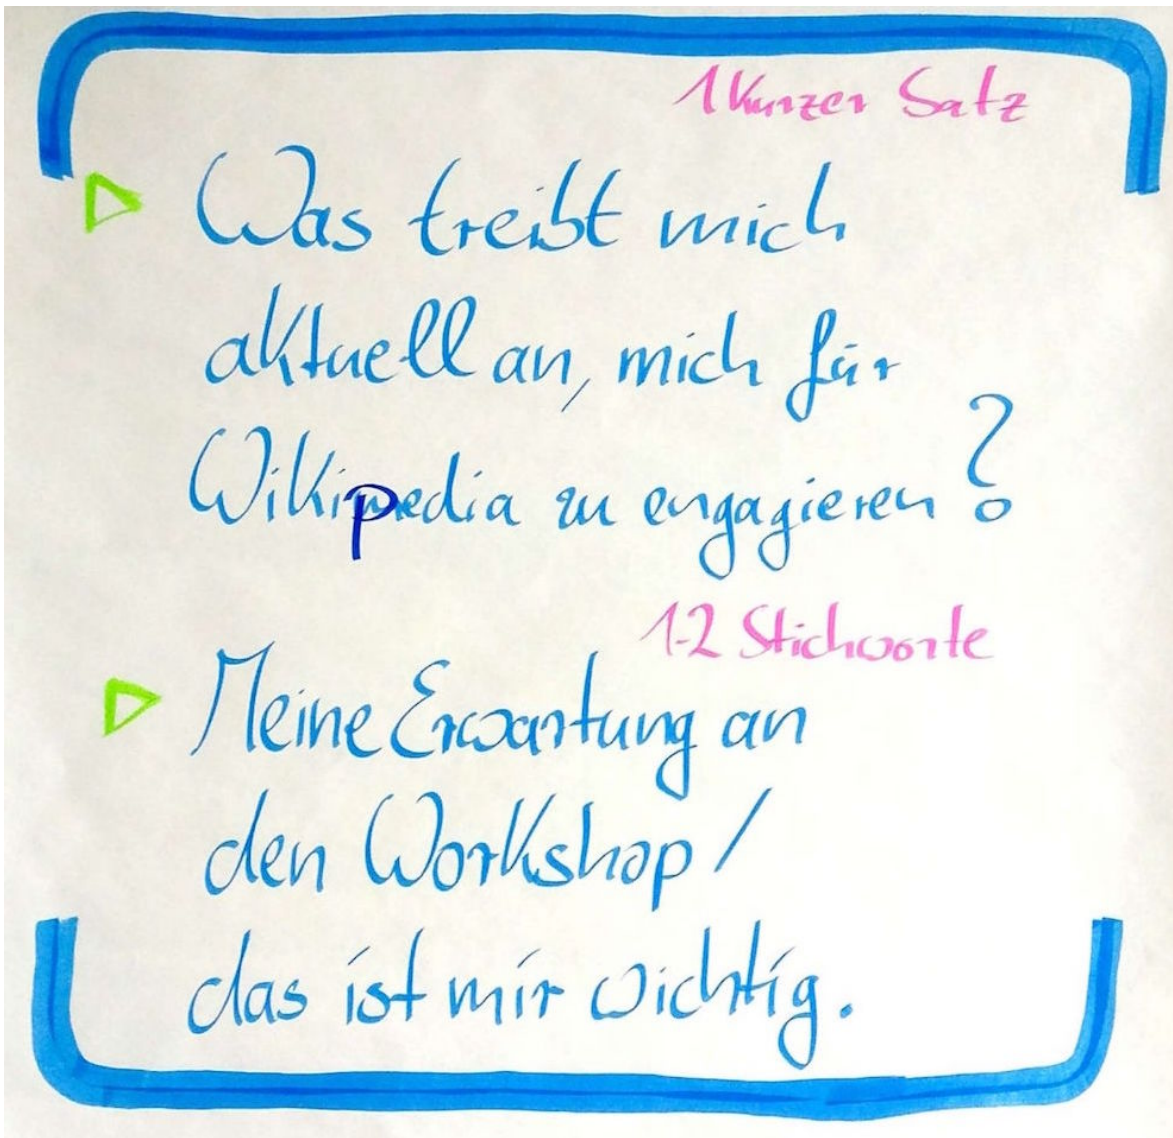 1 Kurzer Satz
Was treibt mich
aktuell an, mich für
Wikipedia zu engagieren?
1-2 Stichworte
Meine Erwartung an
den Workshop /
das ist mir wichtig.